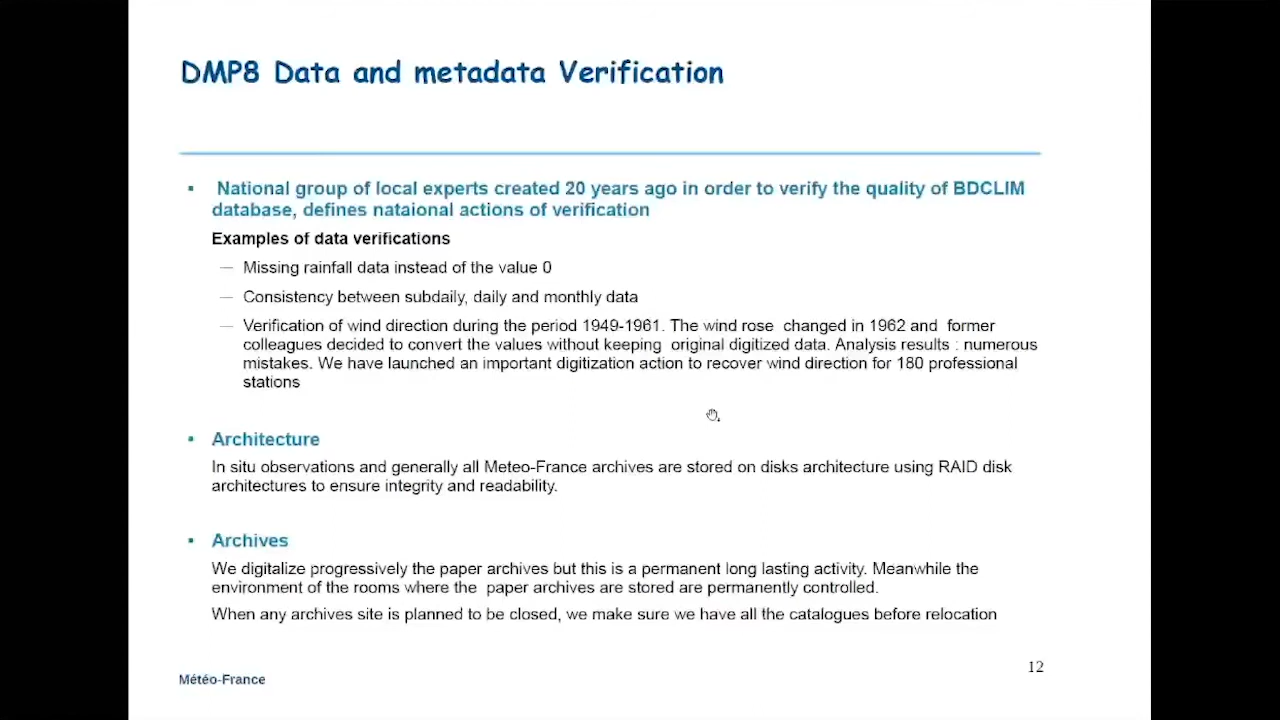 DMP8 Data and metadata Verification
▪ National group of local experts created 20 years ago in order to verify the quality of BDCLIM
database, defines nataional actions of verification
Examples of data verifications
— Missing rainfall data instead of the value 0
— Consistency between subdaily, daily and monthly data
— Verification of wind direction during the period 1949-1961. The wind rose changed in 1962 and former
colleagues decided to convert the values without keeping original digitized data. Analysis results : numerous
mistakes. We have launched an important digitization action to recover wind direction for 180 professional
stations
▪ Architecture
In situ observations and generally all Meteo-France archives are stored on disks architecture using RAID disk
architectures to ensure integrity and readability.
▪ Archives
We digitalize progressively the paper archives but this is a permanent long lasting activity. Meanwhile the
environment of the rooms where the paper archives are stored are permanently controlled.
When any archives site is planned to be closed, we make sure we have all the catalogues before relocation
12
Météo-France